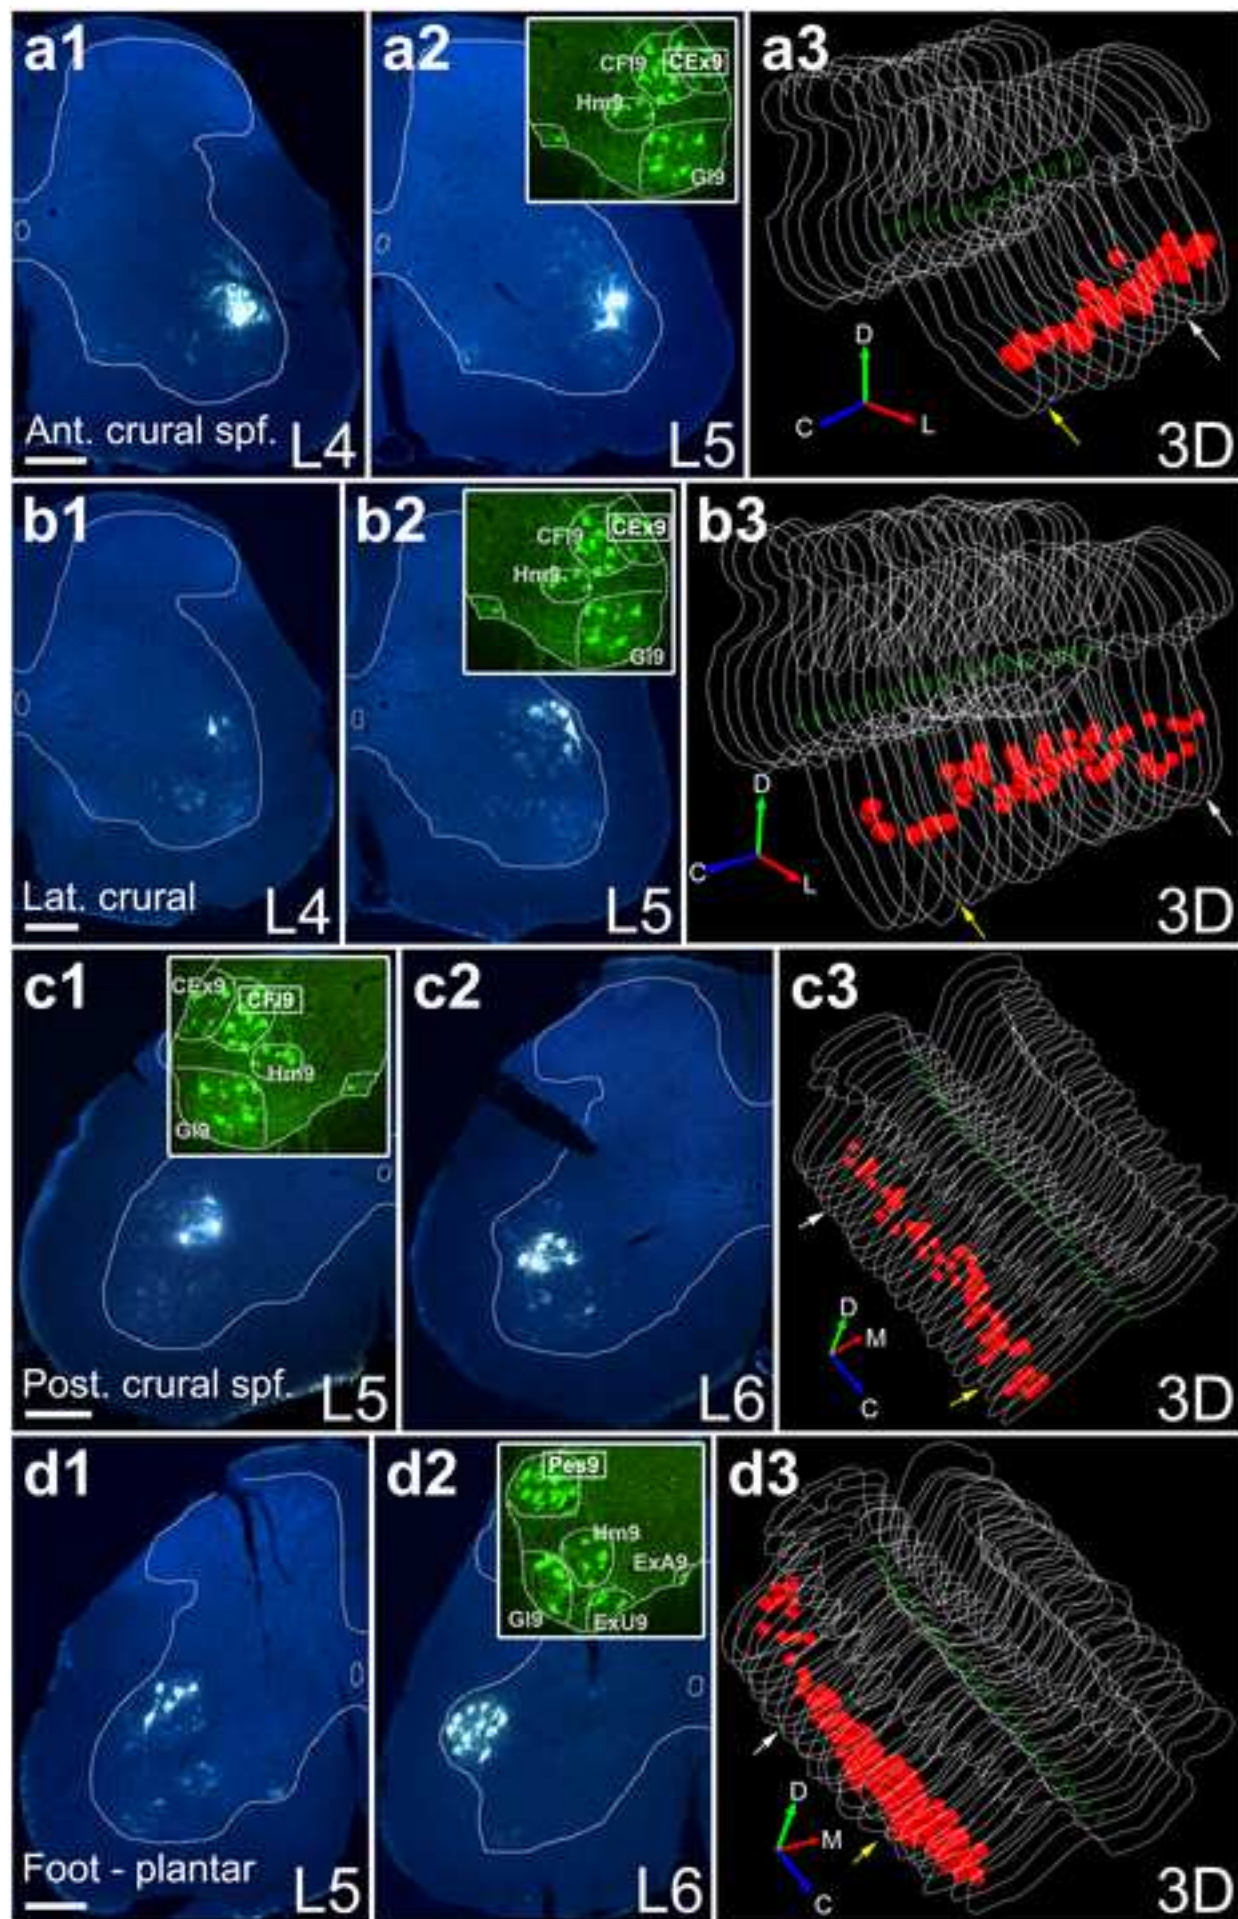 a1
Ant. crural spf.
L4
a2
CFl9
CEx9
Hm9
Gl9
L5
a3
D
C
L
3D
b1
Lat. crural
L4
b2
CFl9
CEx9
Hm9
Gl9
L5
b3
D
C
L
3D
c1
CEx9
CFl9
Hm9
Gl9
Post. crural spf.
L5
c2
L6
c3
D
M
C
3D
d1
Foot - plantar
L5
d2
Pes9
Hm9
ExA9
Gl9
ExU9
L6
d3
D
M
C
3D